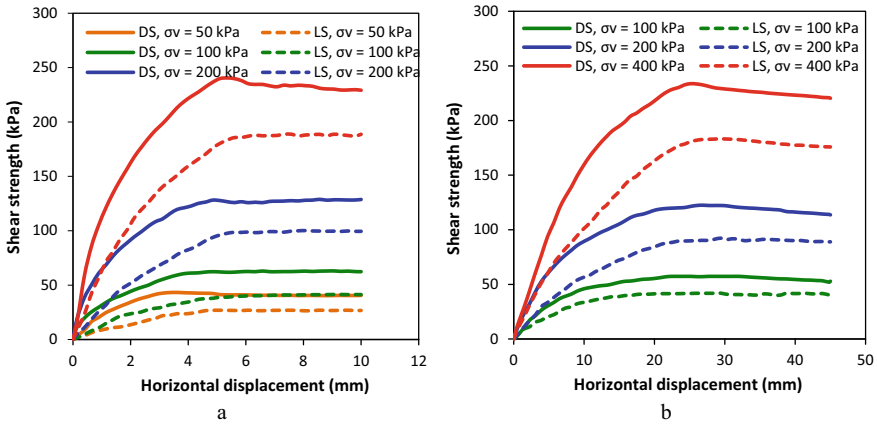 300
250
200
150
100
50
0
Shear strength (kPa)
DS, σv = 50 kPa LS, σv = 50 kPa
DS, σv = 100 kPa LS, σv = 100 kPa
DS, σv = 200 kPa LS, σv = 200 kPa
0 2 4 6 8 10 12
Horizontal displacement (mm)
a
300
250
200
150
100
50
0
Shear strength (kPa)
DS, σv = 100 kPa LS, σv = 100 kPa
DS, σv = 200 kPa LS, σv = 200 kPa
DS, σv = 400 kPa LS, σv = 400 kPa
0 10 20 30 40 50
Horizontal displacement (mm)
b